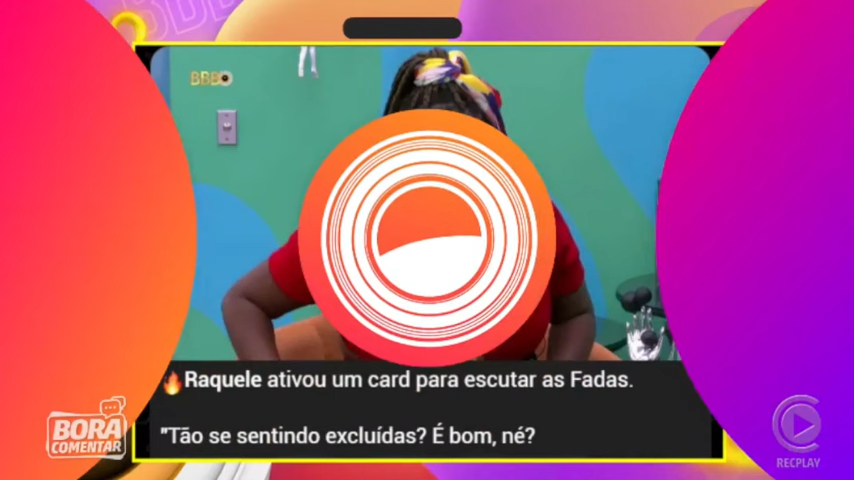 BBB
🔥Raquele ativou um card para escutar as Fadas.
"Tão se sentindo excluídas? É bom, né?
BORA
COMENTAR
RECPLAY